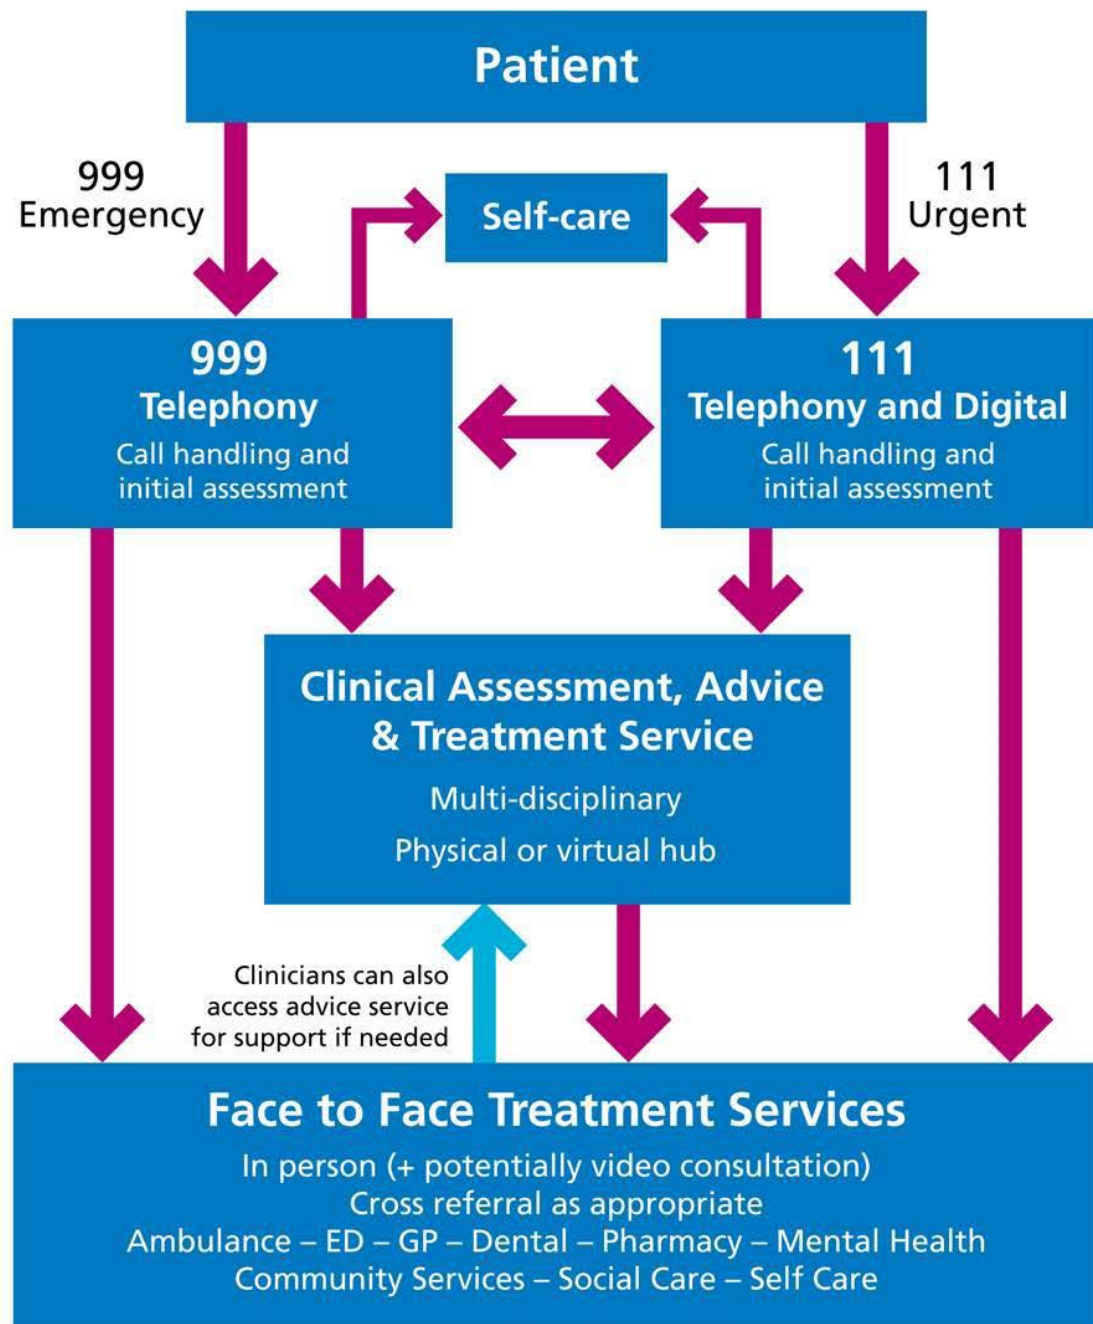 Patient
999
Emergency
111
Urgent
Self-care
999
Telephony
Call handling and
initial assessment
111
Telephony and Digital
Call handling and
initial assessment
Clinical Assessment, Advice
& Treatment Service
Multi-disciplinary
Physical or virtual hub
Clinicians can also
access advice service
for support if needed
Face to Face Treatment Services
In person (+ potentially video consultation)
Cross referral as appropriate
Ambulance – ED – GP – Dental – Pharmacy – Mental Health
Community Services – Social Care – Self Care